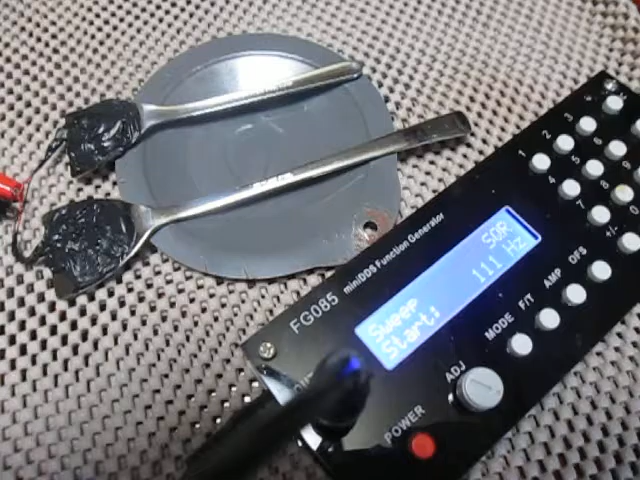 FG085 miniDDS Function Generator
Sweep SQR
Start: 111 Hz
MODE F/T AMP OFS
ADJ
POWER
1 2 3
4 5 6
7 8 9
+/- 0